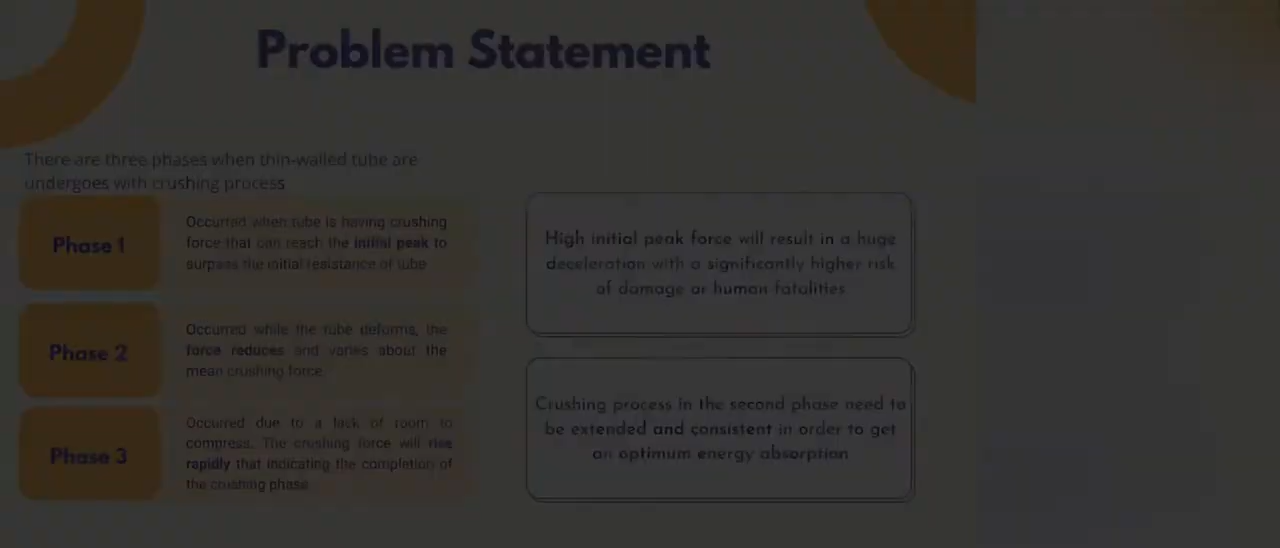 Problem Statement
There are three phases when thin-walled tube are
undergoes with crushing process
Phase 1
Occurred when tube is having crushing
force that can reach the initial peak to
surpass the initial resistance of tube
Phase 2
Occurred while the tube deforms, the
force reduces and varies about the
mean crushing force.
Phase 3
Occurred due to a lack of room to
compress. The crushing force will rise
rapidly that indicating the completion of
the crushing phase
High initial peak force will result in a huge
deceleration with a significantly higher risk
of damage or human fatalities
Crushing process in the second phase need to
be extended and consistent in order to get
an optimum energy absorption